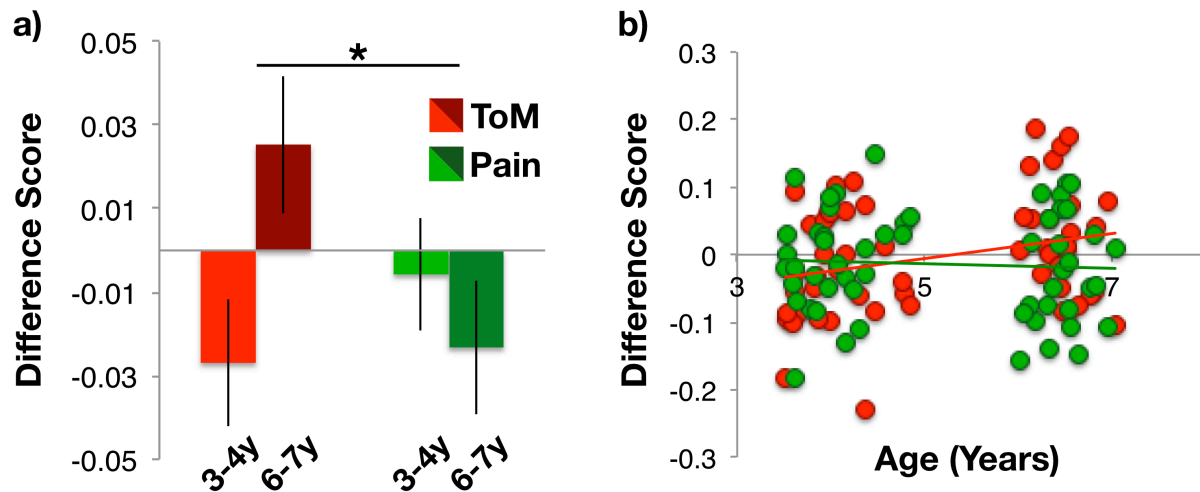 a)
0.05
0.03
0.01
-0.01
-0.03
-0.05
Difference Score
*
ToM
Pain
3-4y
6-7y
3-4y
6-7y
b)
0.3
0.2
0.1
0
-0.1
-0.2
-0.3
Difference Score
3
5
7
Age (Years)